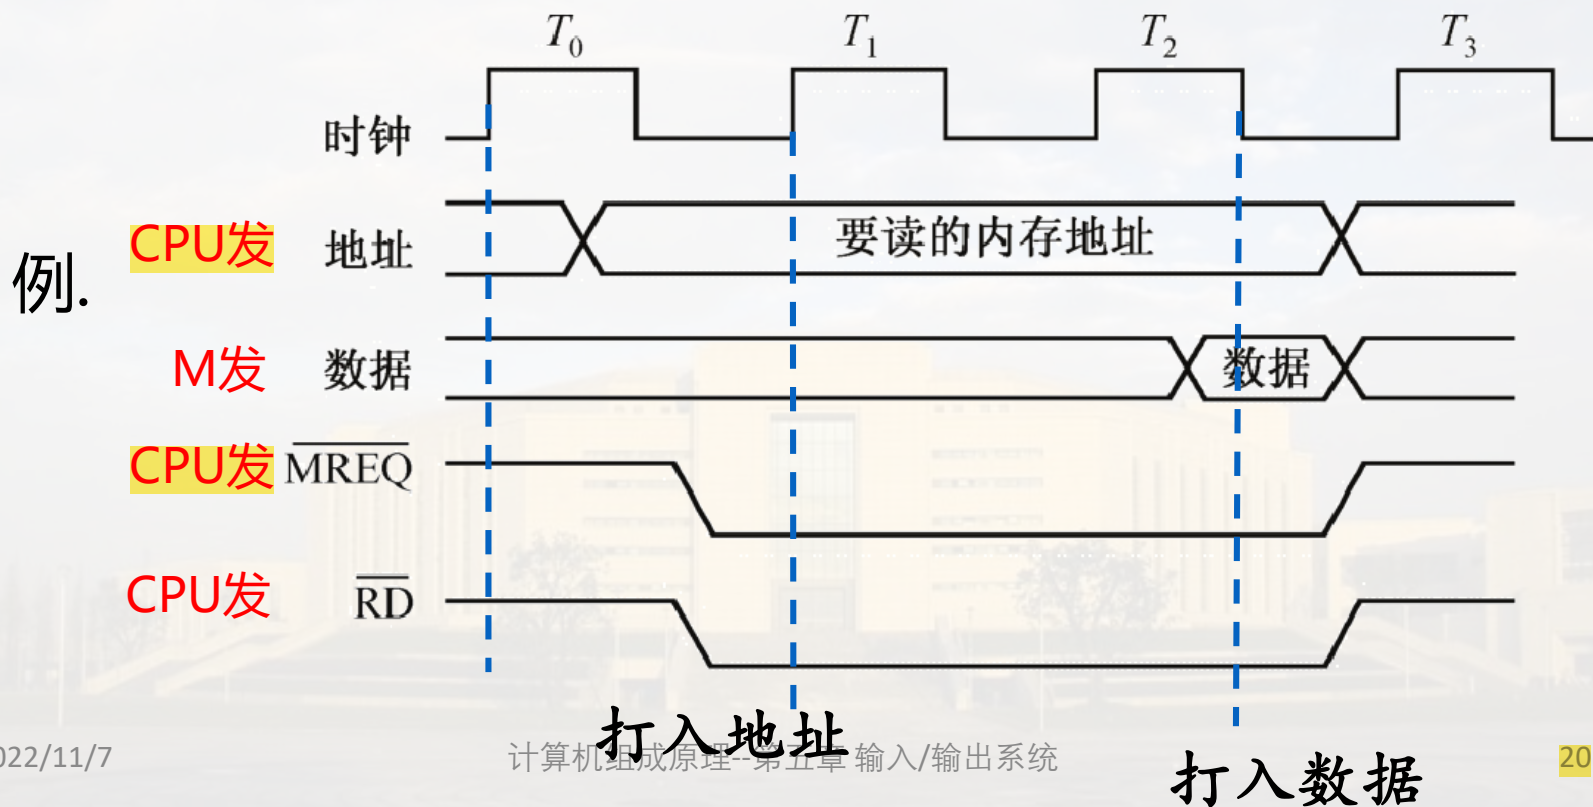 T₀ T₁ T₂ T₃
时钟
CPU发 地址 要读的内存地址
例.
M发 数据 数据
CPU发 M̅R̅E̅Q̅
CPU发 R̅D̅
打入地址
022/11/7 计算机组成原理--第五章 输入/输出系统 20
打入数据